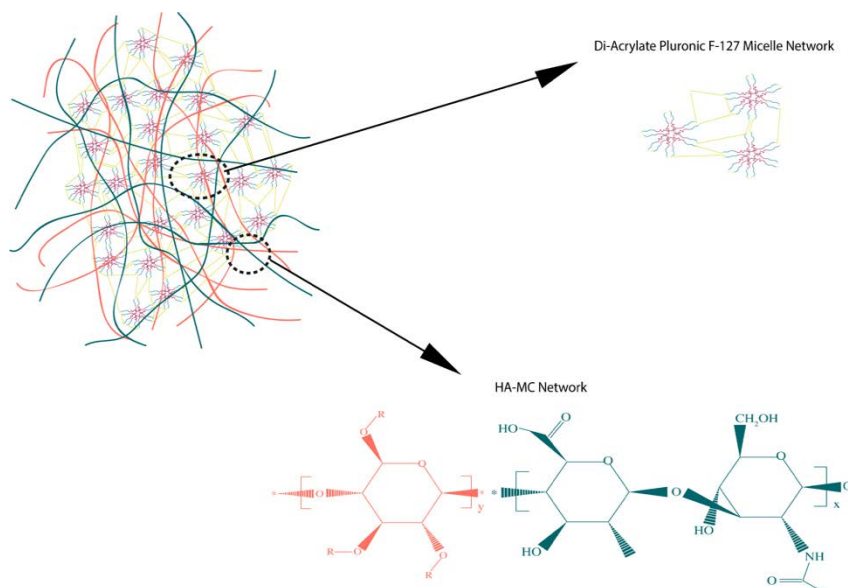 Di-Acrylate Pluronic F-127 Micelle Network
HA-MC Network
R
O
O
O
O
R
O
R
y
HO
O
O
HO
O
CH₂OH
O
HO
NH
O
O
x